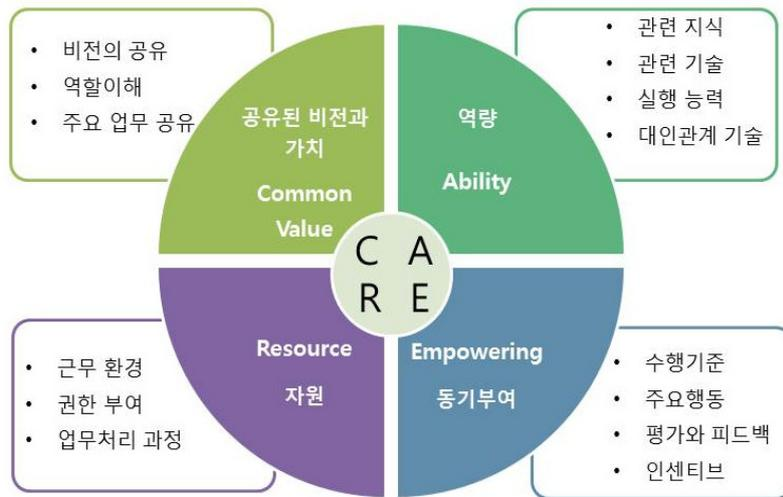 • 비전의 공유
• 역할이해
• 주요 업무 공유
공유된 비전과
가치
Common
Value
역량
Ability
• 관련 지식
• 관련 기술
• 실행 능력
• 대인관계 기술
C A
R E
• 근무 환경
• 권한 부여
• 업무처리 과정
Resource
자원
Empowering
동기부여
• 수행기준
• 주요행동
• 평가와 피드백
• 인센티브